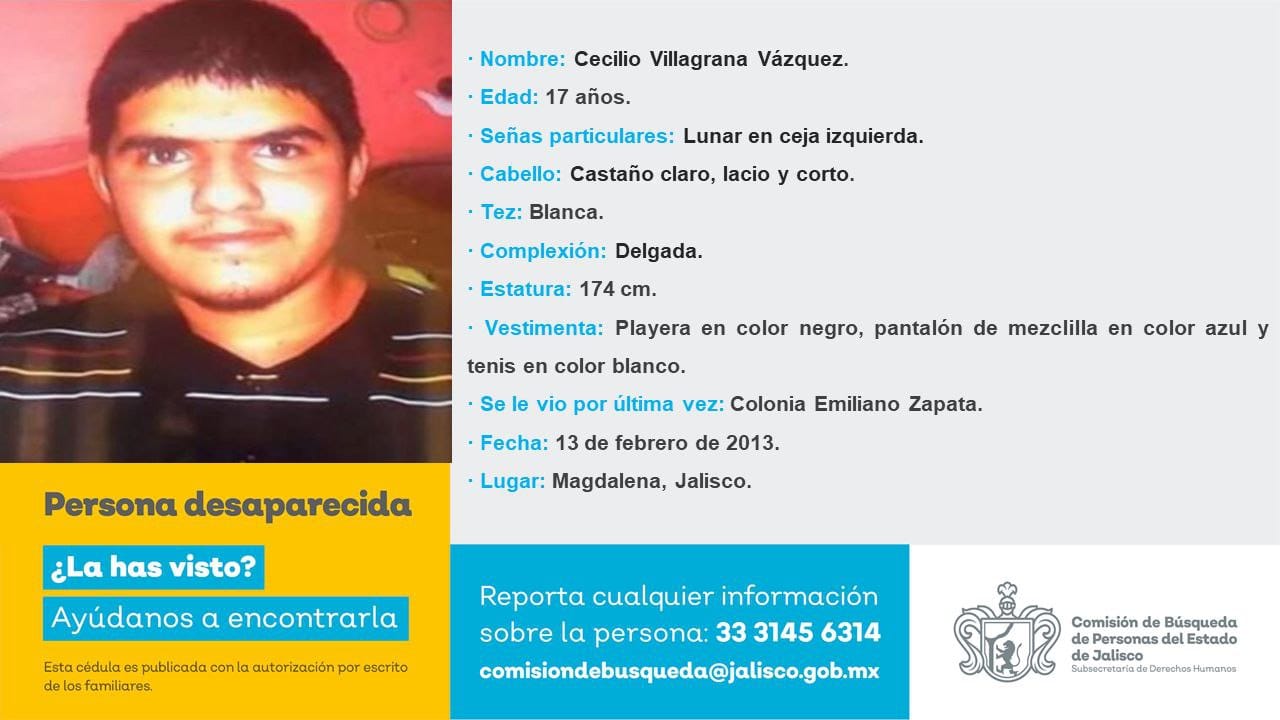 · Nombre: Cecilio Villagrana Vázquez.
· Edad: 17 años.
· Señas particulares: Lunar en ceja izquierda.
· Cabello: Castaño claro, lacio y corto.
· Tez: Blanca.
· Complexión: Delgada.
· Estatura: 174 cm.
· Vestimenta: Playera en color negro, pantalón de mezclilla en color azul y
tenis en color blanco.
· Se le vio por última vez: Colonia Emiliano Zapata.
· Fecha: 13 de febrero de 2013.
· Lugar: Magdalena, Jalisco.
Persona desaparecida
¿La has visto?
Ayúdanos a encontrarla
Esta cédula es publicada con la autorización por escrito
de los familiares.
Reporta cualquier información
sobre la persona: 33 3145 6314
comisiondebusqueda@jalisco.gob.mx
Comisión de Búsqueda
de Personas del Estado
de Jalisco
Subsecretaría de Derechos Humanos